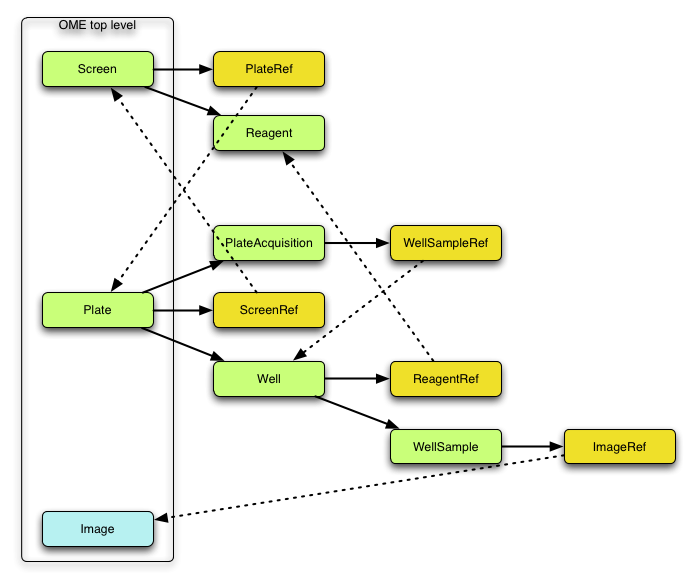 OME top level
Screen
PlateRef
Reagent
PlateAcquisition
WellSampleRef
Plate
ScreenRef
Well
ReagentRef
WellSample
ImageRef
Image